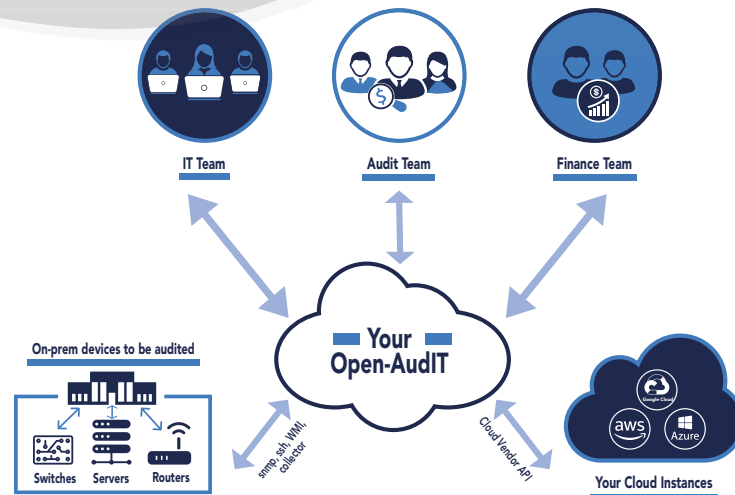 IT Team
Audit Team
Finance Team
$
$
Your
Open-AudIT
On-prem devices to be audited
Switches
Servers
Routers
snmp, ssh, WMI,
collector
Cloud Vendor API
Google Cloud
aws
Azure
Your Cloud Instances